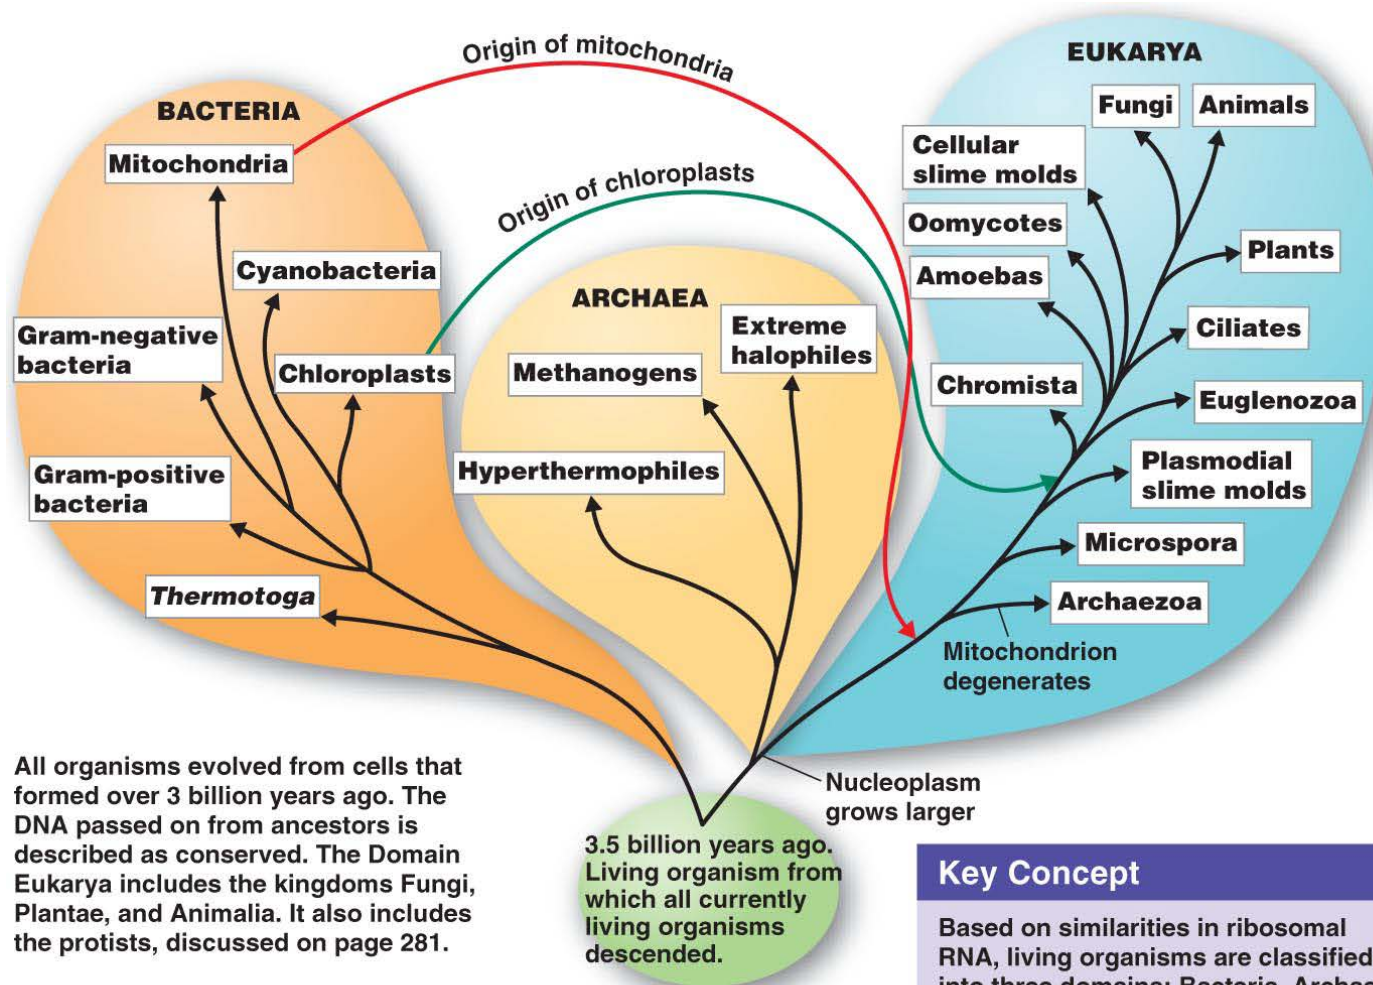 Origin of mitochondria
EUKARYA
BACTERIA
Fungi
Animals
Mitochondria
Cellular
slime molds
Origin of chloroplasts
Oomycotes
Plants
Cyanobacteria
Amoebas
ARCHAEA
Gram-negative
bacteria
Extreme
halophiles
Ciliates
Chloroplasts
Methanogens
Chromista
Euglenozoa
Gram-positive
bacteria
Hyperthermophiles
Plasmodial
slime molds
Microspora
Thermotoga
Archaezoa
Mitochondrion
degenerates
Nucleoplasm
grows larger
All organisms evolved from cells that
formed over 3 billion years ago. The
DNA passed on from ancestors is
described as conserved. The Domain
Eukarya includes the kingdoms Fungi,
Plantae, and Animalia. It also includes
the protists, discussed on page 281.
3.5 billion years ago.
Living organism from
which all currently
living organisms
descended.
Key Concept
Based on similarities in ribosomal
RNA, living organisms are classified
into three domains: Bacteria, Archae